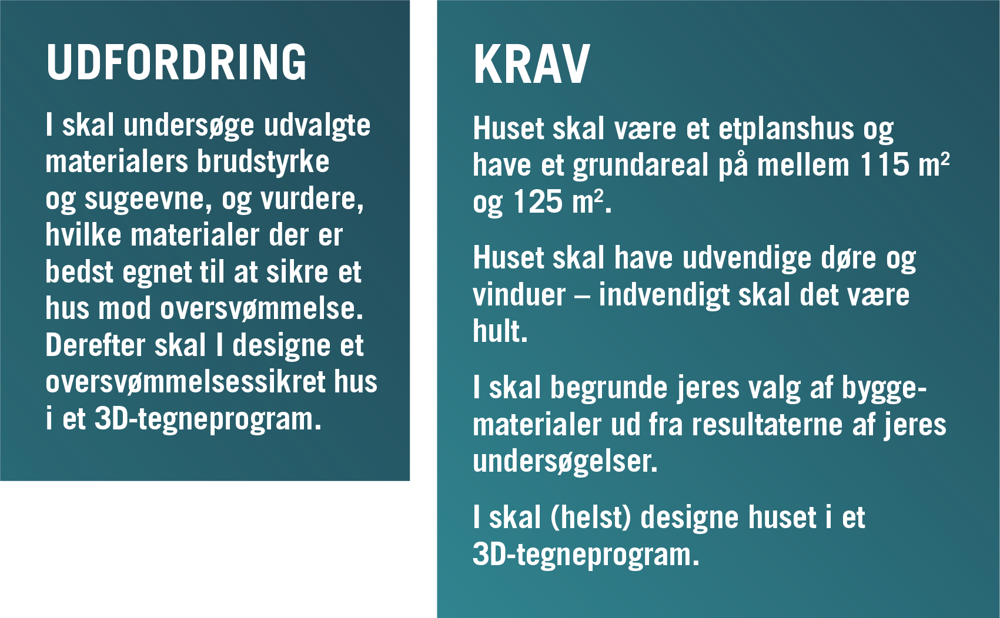 UDFORDRING
I skal undersøge udvalgte
materialers brudstyrke
og sugeevne, og vurdere,
hvilke materialer der er
bedst egnet til at sikre et
hus mod oversvømmelse.
Derefter skal I designe et
oversvømmelsessikret hus
i et 3D-tegneprogram.
KRAV
Huset skal være et etplanshus og
have et grundareal på mellem 115 m²
og 125 m².
Huset skal have udvendige døre og
vinduer – indvendigt skal det være
hult.
I skal begrunde jeres valg af bygge-
materialer ud fra resultaterne af jeres
undersøgelser.
I skal (helst) designe huset i et
3D-tegneprogram.